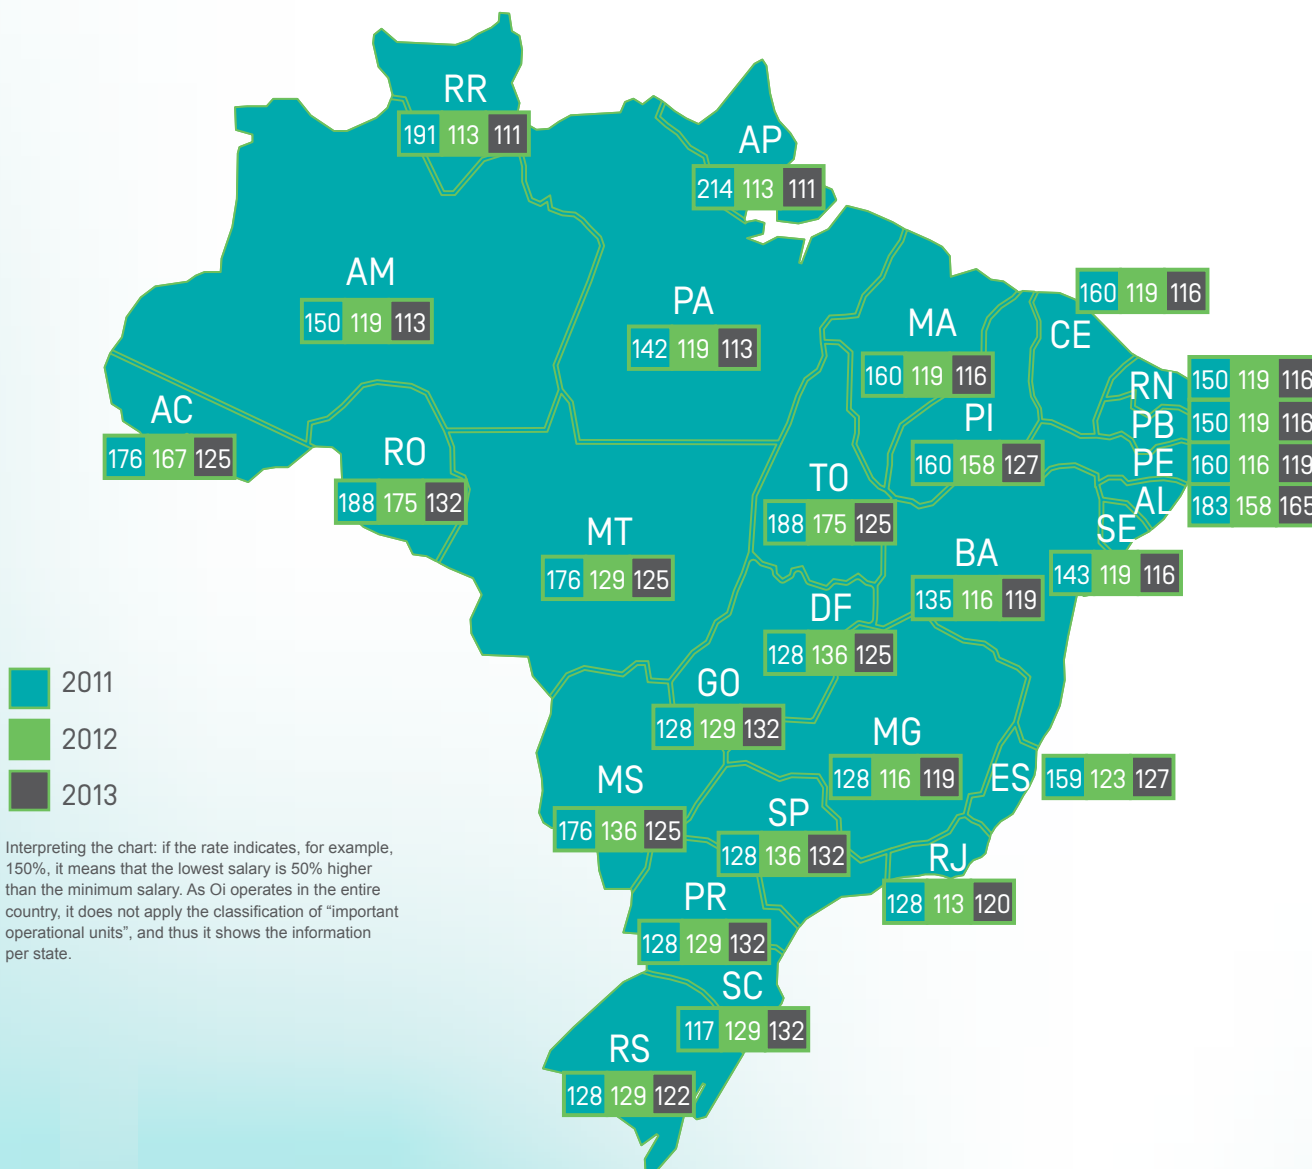 RR
191 113 111
AP
214 113 111
AM
150 119 113
PA
142 119 113
MA
160 119 116
160 119 116
CE
RN
150 119 116
PB
150 119 116
PE
160 116 119
AL
183 158 165
SE
143 119 116
AC
176 167 125
RO
188 175 132
PI
160 158 127
TO
188 175 125
MT
176 129 125
BA
135 116 119
DF
128 136 125
GO
128 129 132
MG
128 116 119
ES
159 123 127
MS
176 136 125
SP
128 136 132
RJ
128 113 120
PR
128 129 132
SC
117 129 132
RS
128 129 122
2011
2012
2013
Interpreting the chart: if the rate indicates, for example,
150%, it means that the lowest salary is 50% higher
than the minimum salary. As Oi operates in the entire
country, it does not apply the classification of “important
operational units”, and thus it shows the information
per state.